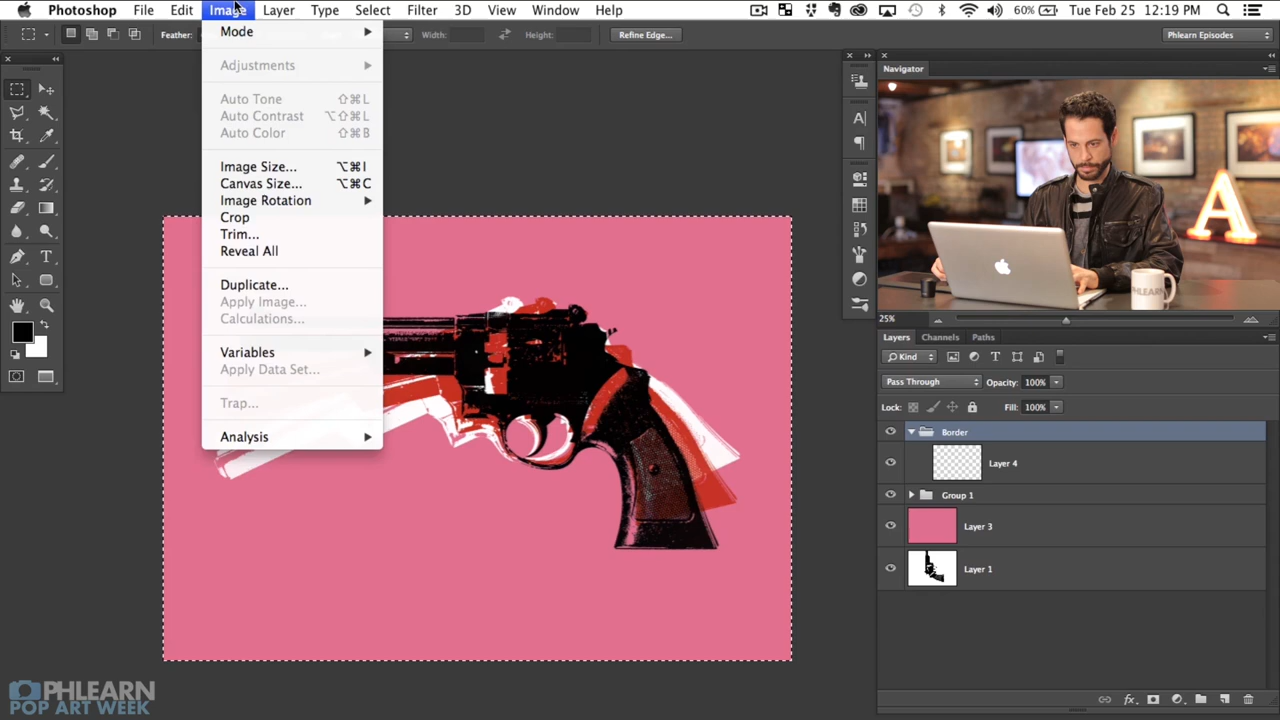 Photoshop File Edit Image Layer Type Select Filter 3D View Window Help 60% Tue Feb 25 12:19 PM
Feather: Width: Height: Refine Edge... Phlearn Episodes
Mode
Adjustments
Auto Tone ⇧⌘L
Auto Contrast ⌥⇧⌘L
Auto Color ⇧⌘B
Image Size... ⌥⌘I
Canvas Size... ⌥⌘C
Image Rotation
Crop
Trim...
Reveal All
Duplicate...
Apply Image...
Calculations...
Variables
Apply Data Set...
Trap...
Analysis
Navigator
A
PHLEARN
25%
Layers Channels Paths
Kind
Pass Through Opacity: 100%
Lock: Fill: 100%
Border
Layer 4
Group 1
Layer 3
Layer 1
fx
PHLEARN
POP ART WEEK